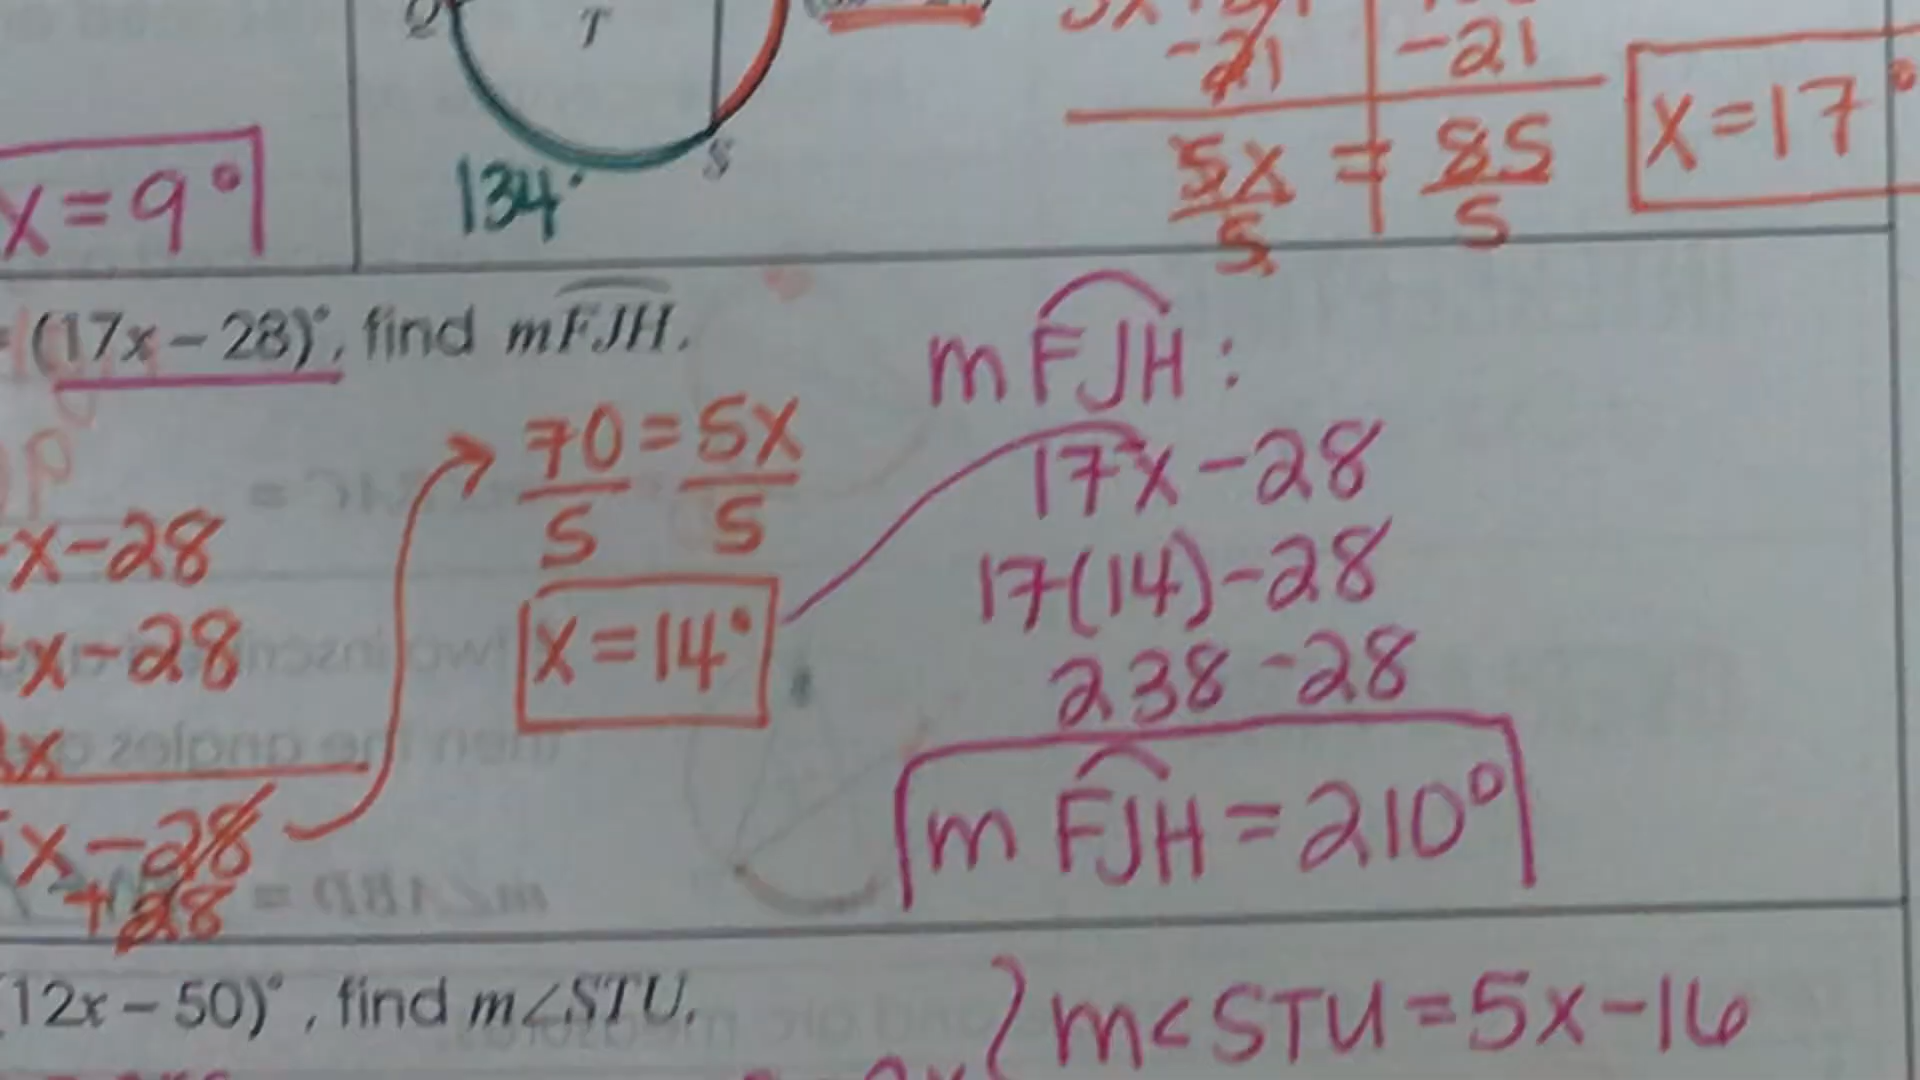 Q T
-21 -21
5x = 85
5 5
x = 17°
S
134°
x = 9°
= (17x – 28)°, find mFJH.
mFJH:
70 = 5x
5 5
17x - 28
x - 28
17(14) - 28
x - 28
x = 14°
238 - 28
x
x - 28
+28
mFJH = 210°
(12x – 50)°, find m∠STU.
m∠STU = 5x - 16